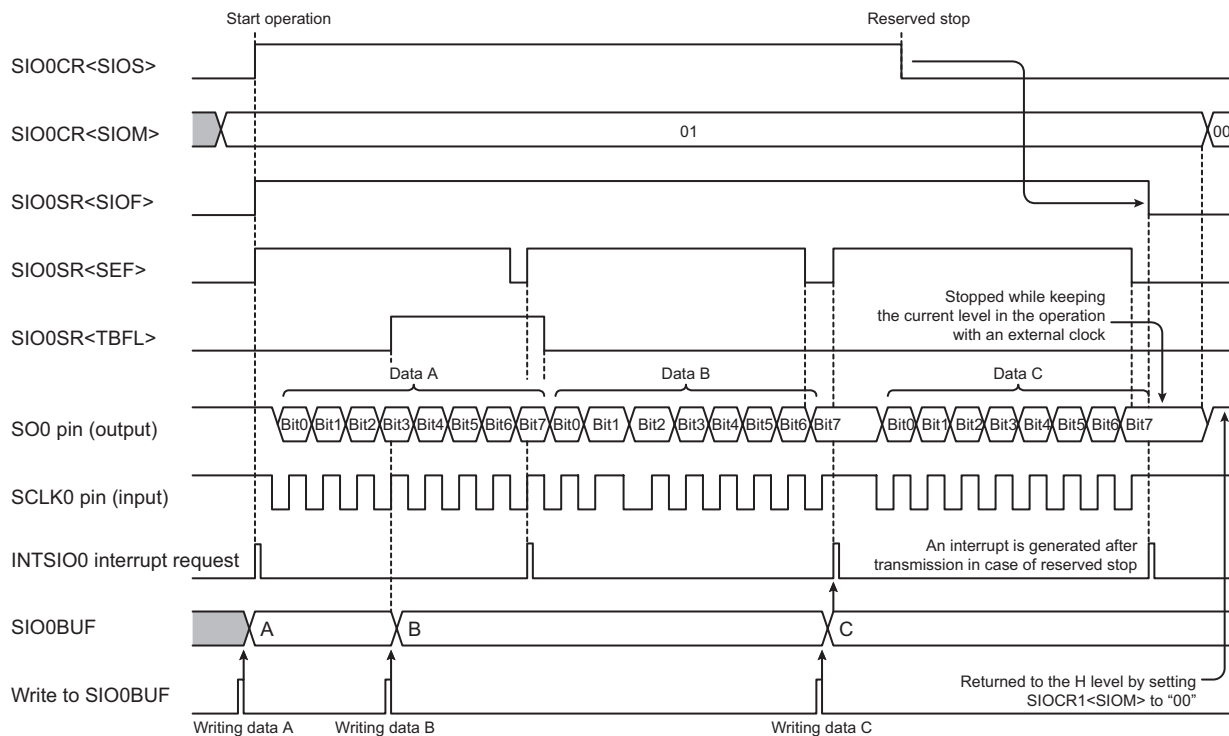 Start operation
Reserved stop
SIO0CR<SIOS>
SIO0CR<SIOM>
01
00
SIO0SR<SIOF>
SIO0SR<SEF>
Stopped while keeping
the current level in the operation
with an external clock
SIO0SR<TBFL>
Data A
Data B
Data C
SO0 pin (output)
Bit0 Bit1 Bit2 Bit3 Bit4 Bit5 Bit6 Bit7 Bit0 Bit1 Bit2 Bit3 Bit4 Bit5 Bit6 Bit7 Bit0 Bit1 Bit2 Bit3 Bit4 Bit5 Bit6 Bit7
SCLK0 pin (input)
INTSIO0 interrupt request
An interrupt is generated after
transmission in case of reserved stop
SIO0BUF
A
B
C
Write to SIO0BUF
Returned to the H level by setting
SIOCR1<SIOM> to “00”
Writing data A
Writing data B
Writing data C